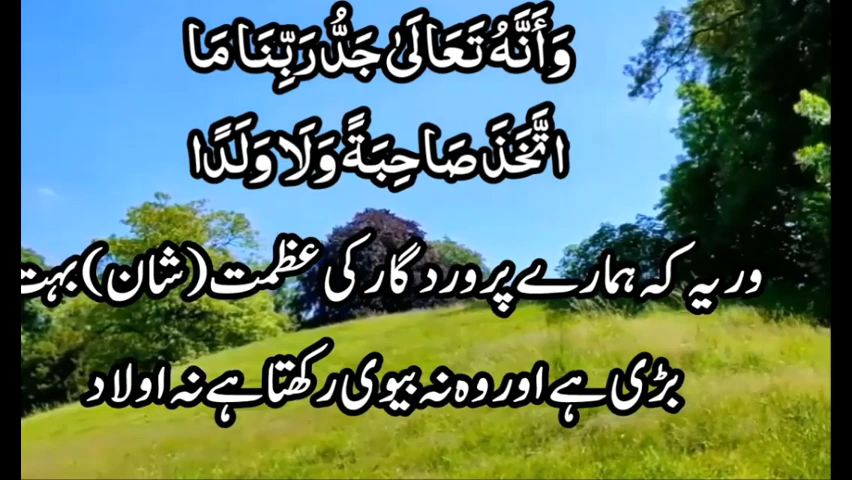 وَأَنَّهُ تَعَالَىٰ جَدُّ رَبِّنَا مَا
اتَّخَذَ صَاحِبَةً وَلَا وَلَدًا
ور یہ کہ ہمارے پروردگار کی عظمت (شان) بہت
بڑی ہے اور وہ نہ بیوی رکھتا ہے نہ اولاد